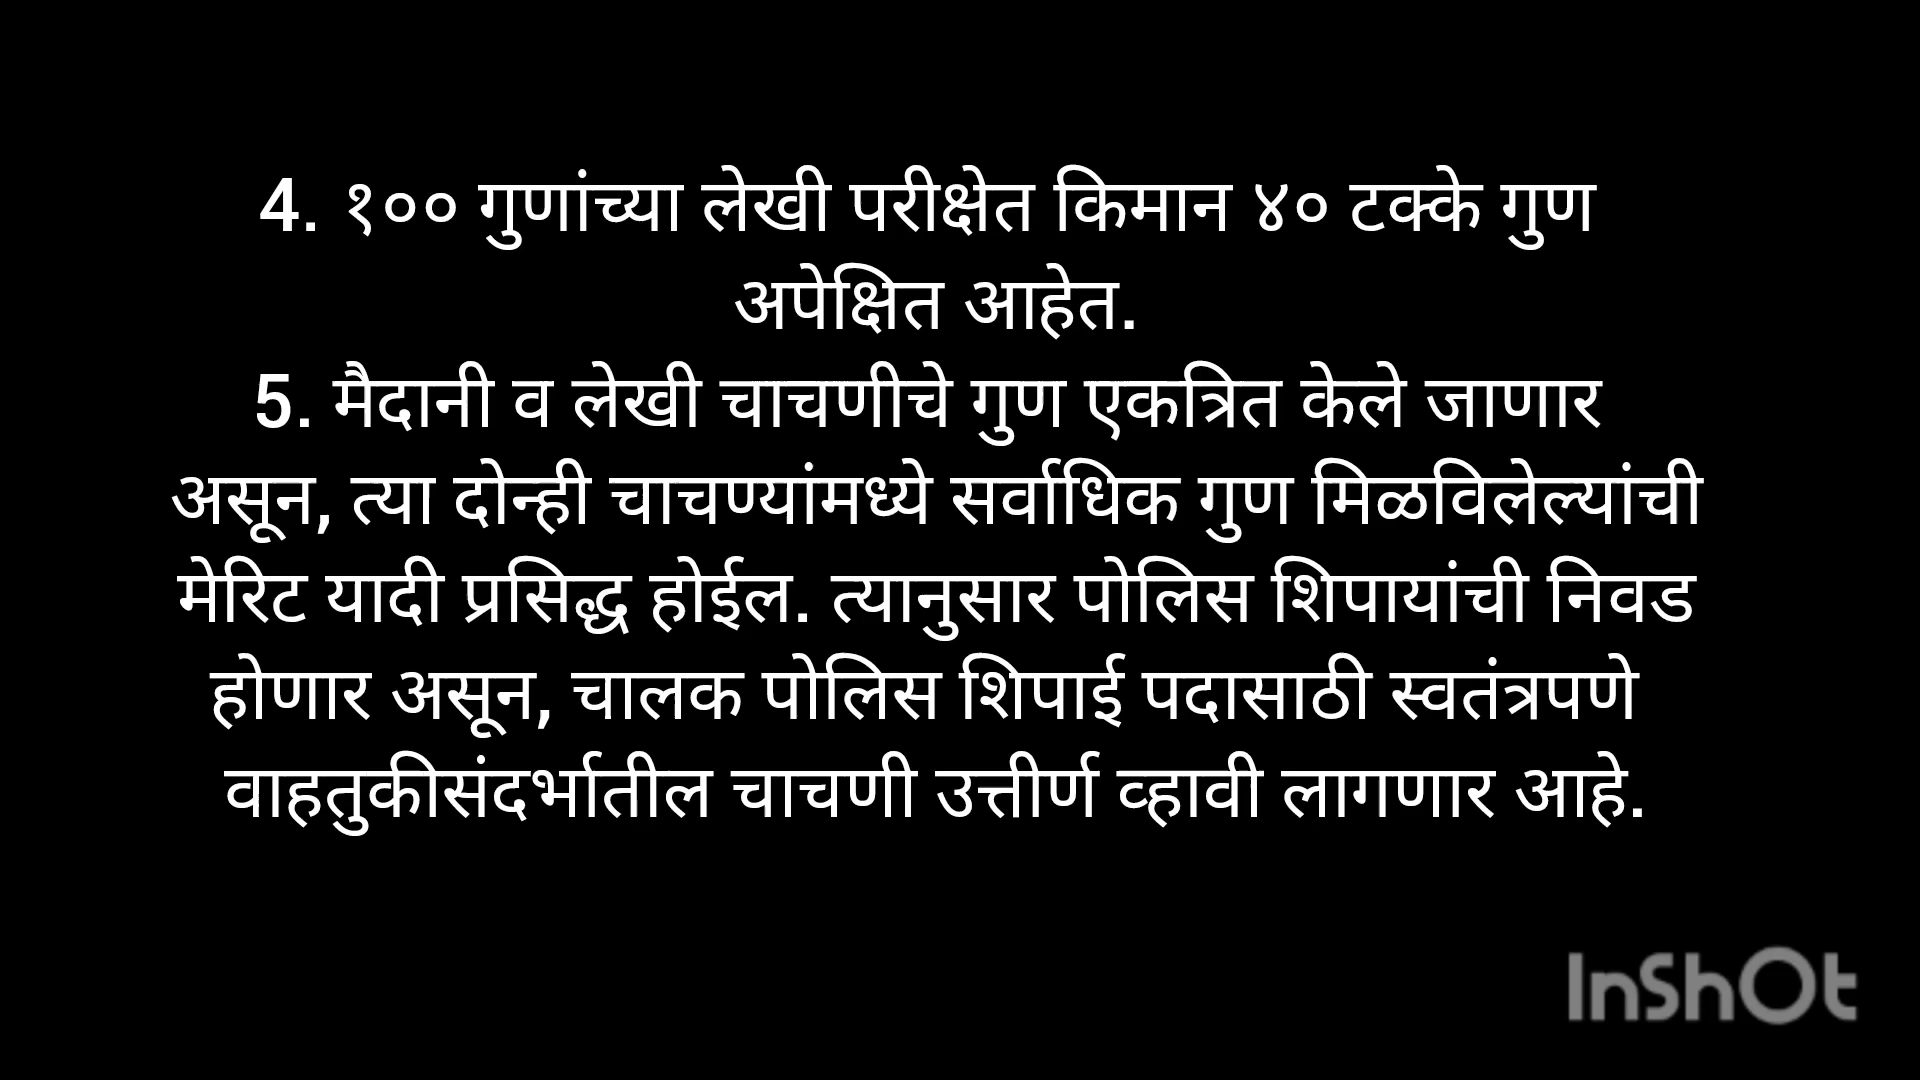 4. १०० गुणांच्या लेखी परीक्षेत किमान ४० टक्के गुण
अपेक्षित आहेत.
5. मैदानी व लेखी चाचणीचे गुण एकत्रित केले जाणार
असून, त्या दोन्ही चाचण्यांमध्ये सर्वाधिक गुण मिळविलेल्यांची
मेरिट यादी प्रसिद्ध होईल. त्यानुसार पोलिस शिपायांची निवड
होणार असून, चालक पोलिस शिपाई पदासाठी स्वतंत्रपणे
वाहतुकीसंदर्भातील चाचणी उत्तीर्ण व्हावी लागणार आहे.
InShOt